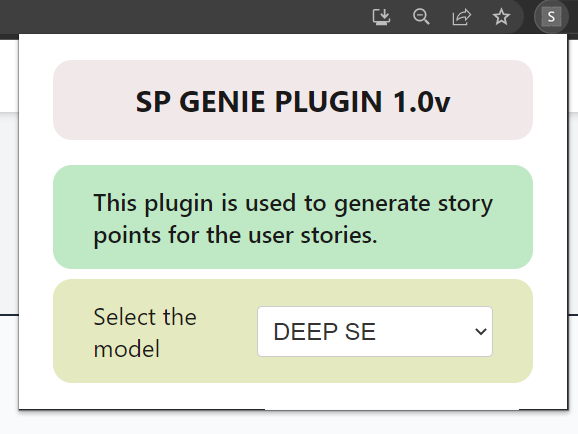 S
SP GENIE PLUGIN 1.0v
This plugin is used to generate story
points for the user stories.
Select the
model
DEEP SE